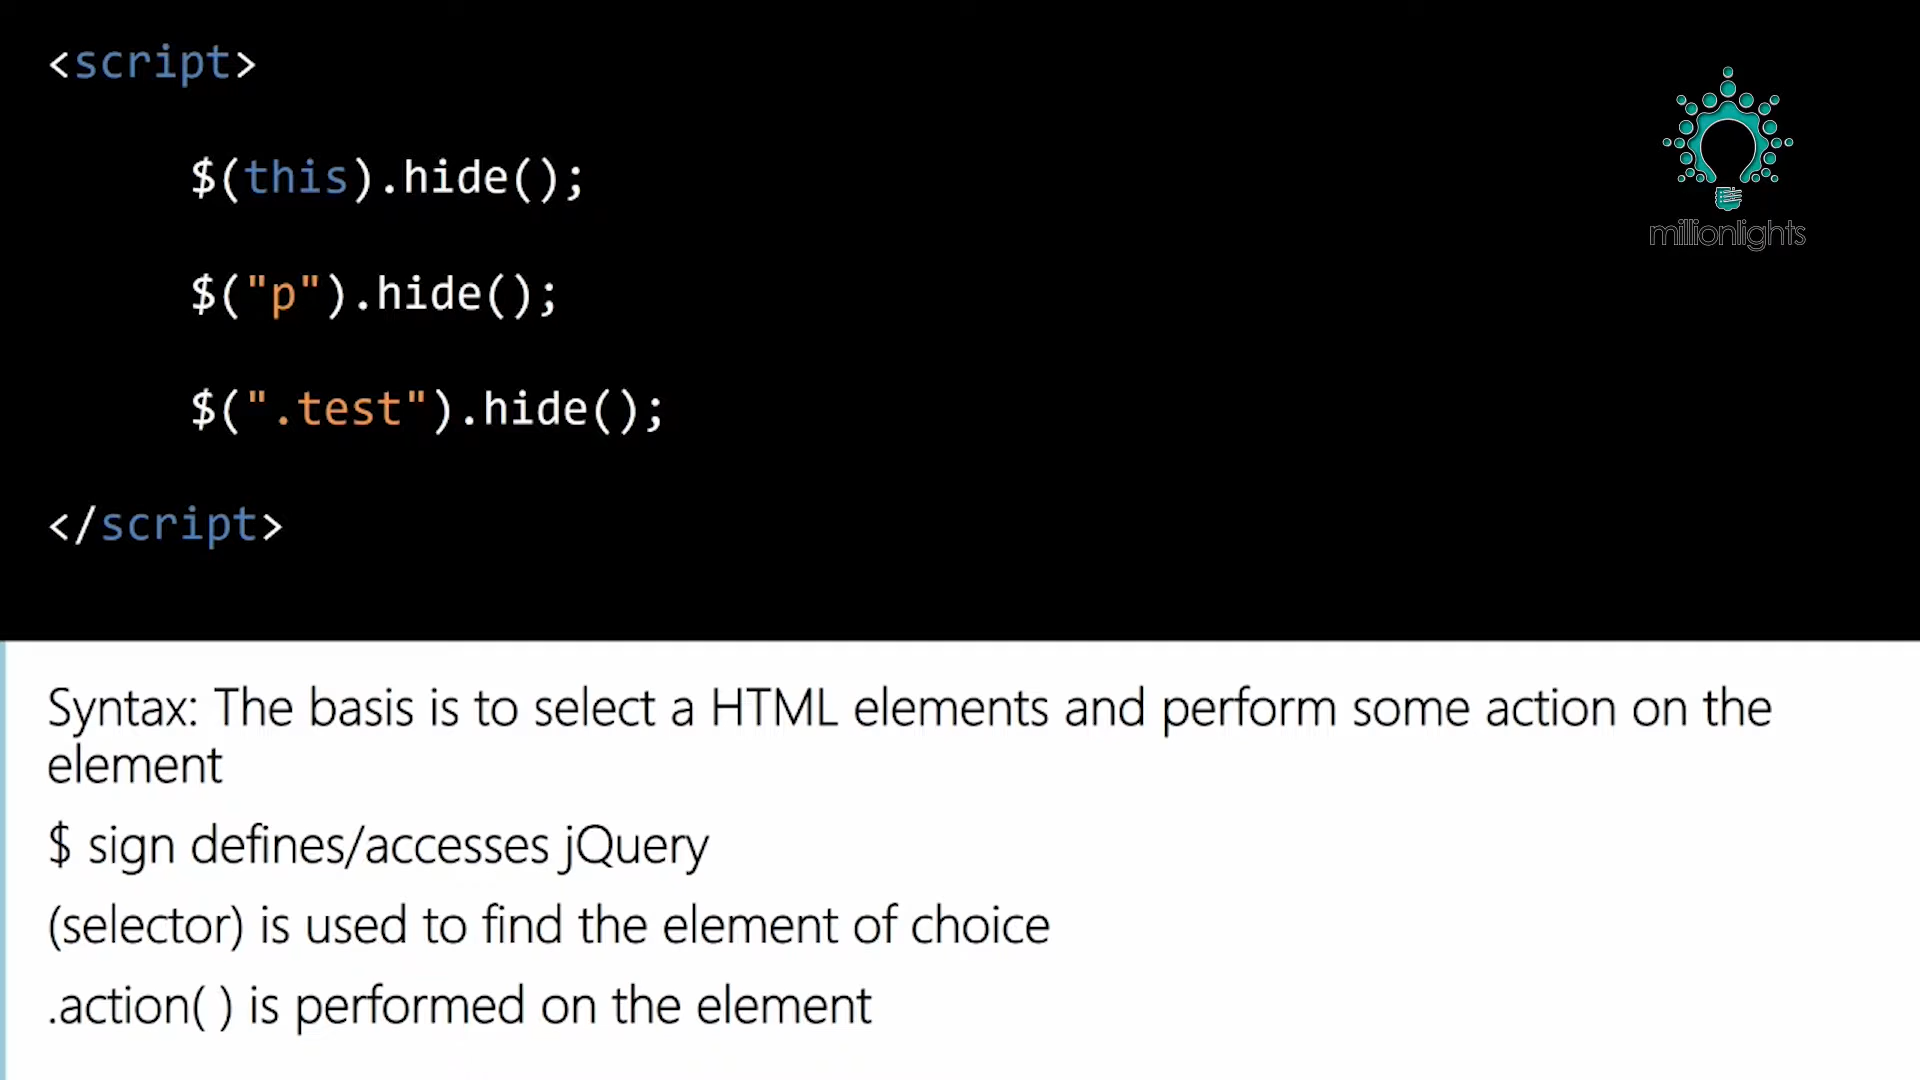 <script>
$(this).hide();
$("p").hide();
$(".test").hide();
</script>
millionlights
Syntax: The basis is to select a HTML elements and perform some action on the
element
$ sign defines/accesses jQuery
(selector) is used to find the element of choice
.action( ) is performed on the element